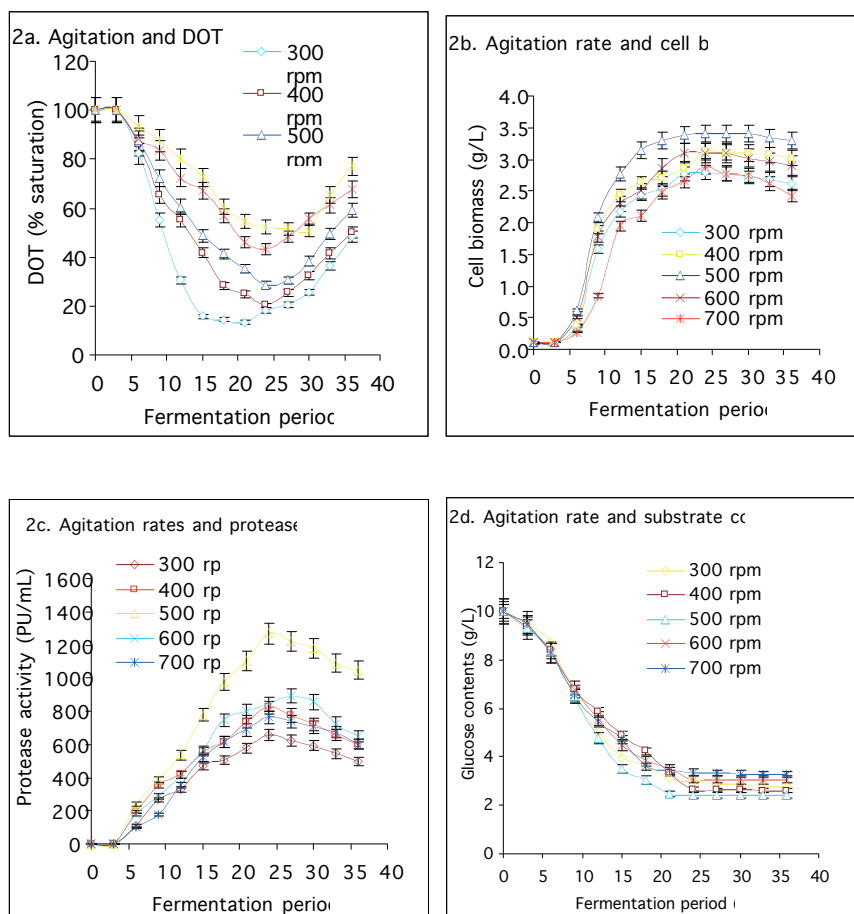 2a. Agitation and DOT
300
rpm
400
rpm
500
rpm
120
100
80
60
40
20
0
DOT (% saturation)
0 5 10 15 20 25 30 35 40
Fermentation period
2b. Agitation rate and cell b
4.0
3.5
3.0
2.5
2.0
1.5
1.0
0.5
0.0
Cell biomass (g/L)
300 rpm
400 rpm
500 rpm
600 rpm
700 rpm
0 5 10 15 20 25 30 35 40
Fermentation period
2c. Agitation rates and protease
300 rp
400 rp
500 rp
600 rp
700 rp
1600
1400
1200
1000
800
600
400
200
0
Protease activity (PU/mL)
0 5 10 15 20 25 30 35 40
Fermentation period
2d. Agitation rate and substrate co
12
10
8
6
4
2
0
Glucose contents (g/L)
300 rpm
400 rpm
500 rpm
600 rpm
700 rpm
0 5 10 15 20 25 30 35 40
Fermentation period (